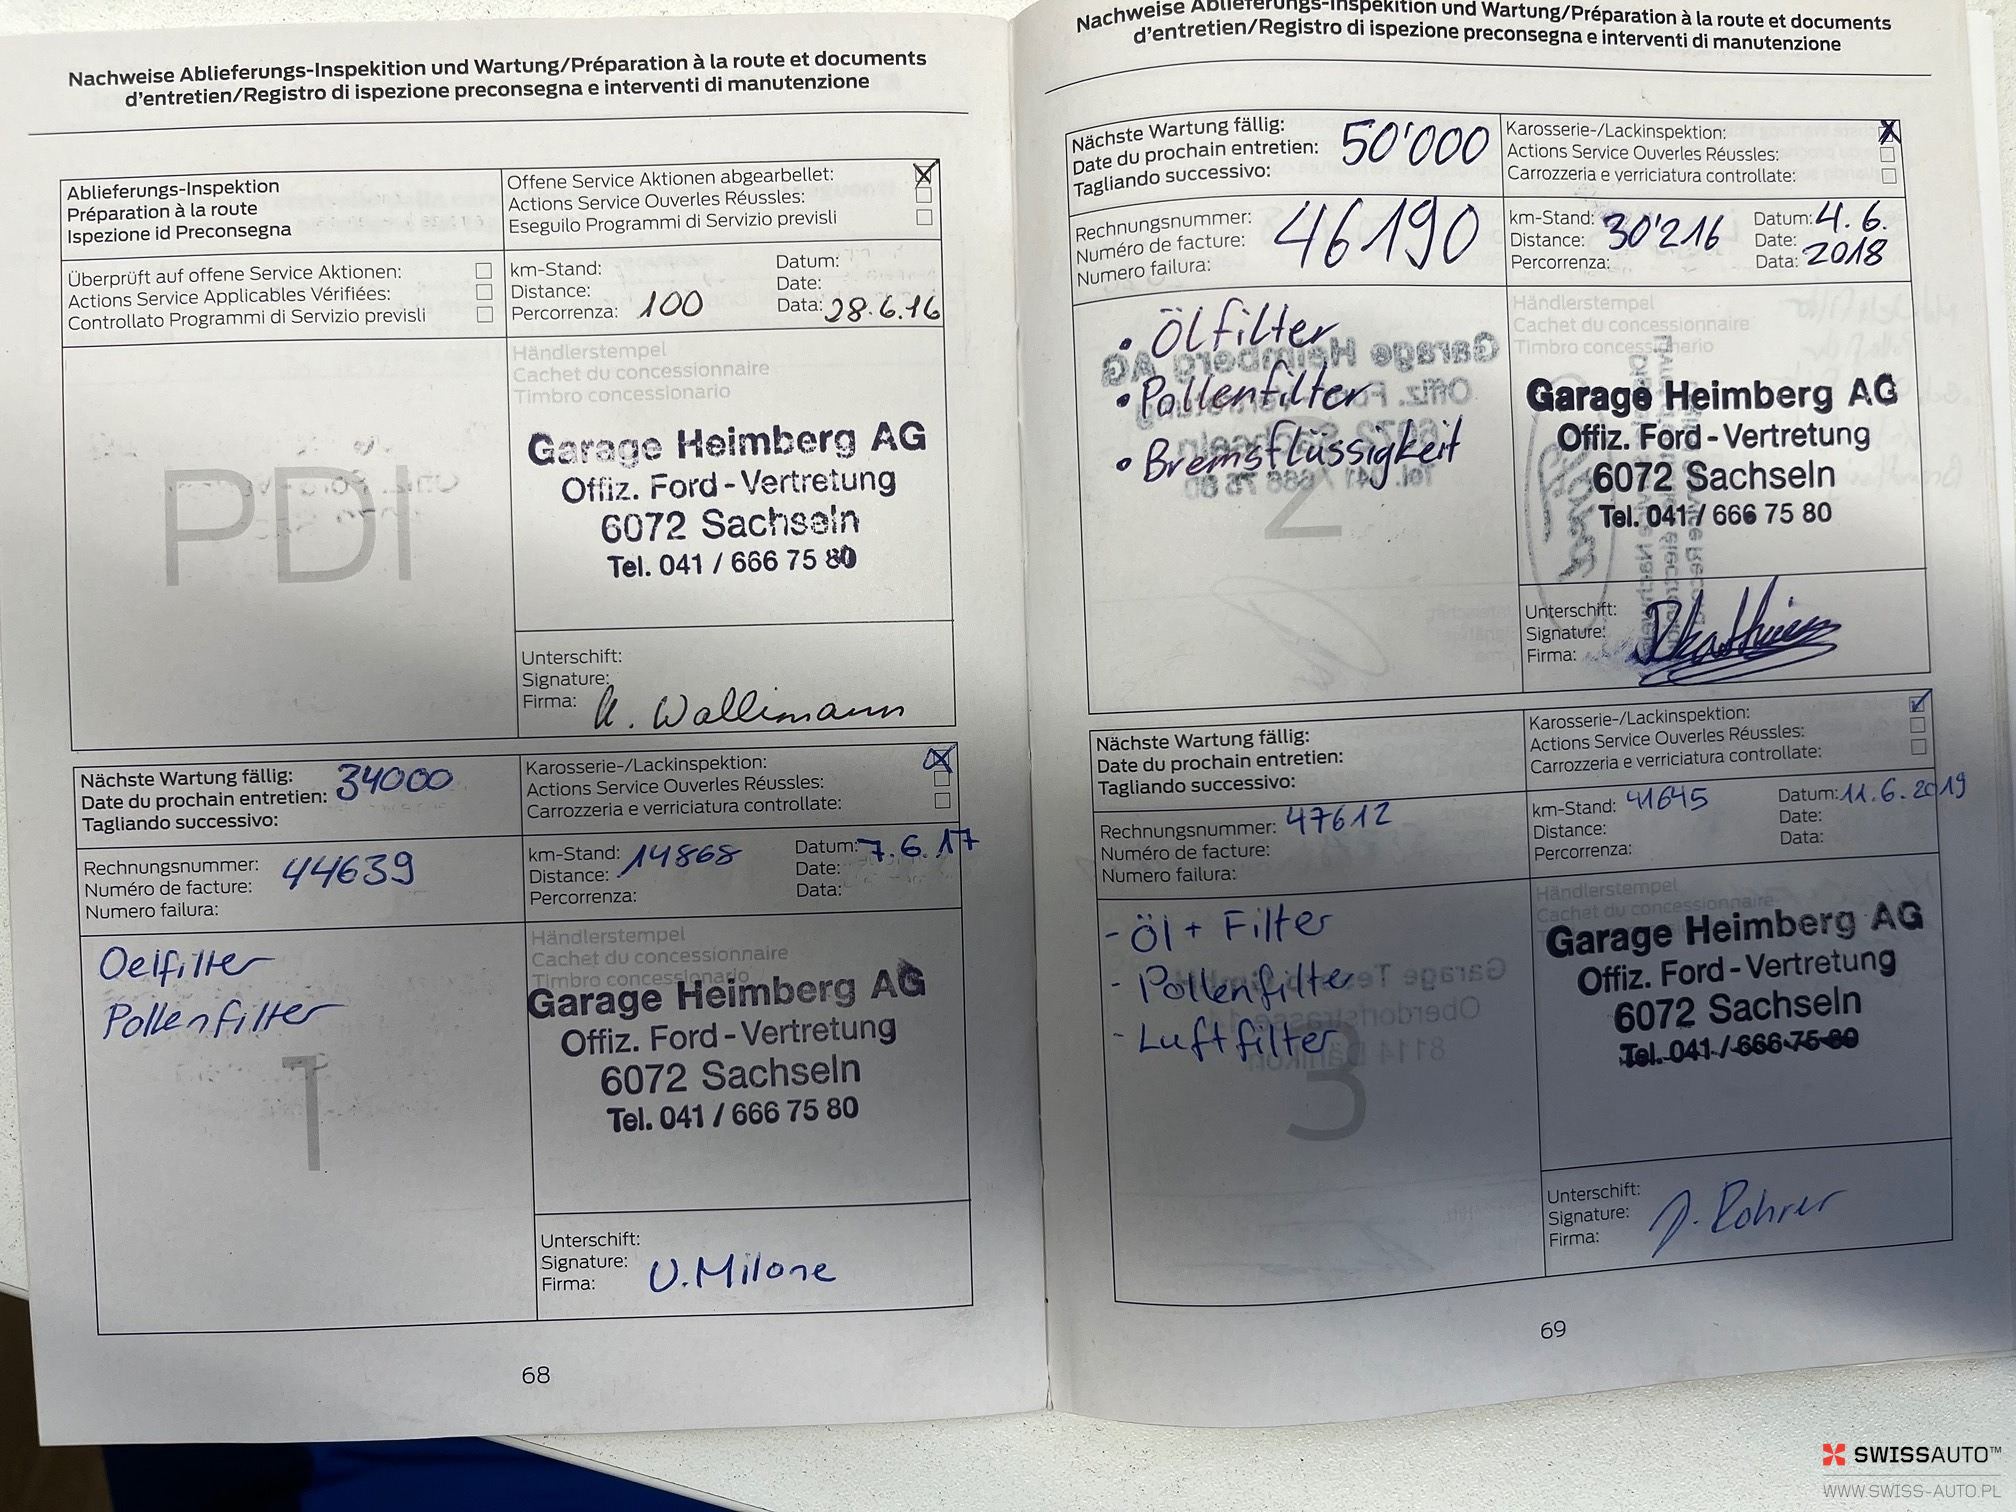 Nachweise Ablieferungs-Inspekition und Wartung/Préparation à la route et documents
d'entretien/Registro di ispezione preconsegna e interventi di manutenzione
Ablieferungs-Inspektion
Préparation à la route
Ispezione id Preconsegna
Offene Service Aktionen abgearbellet:
Actions Service Ouverles Réussles:
Eseguilo Programmi di Servizio previsli
Überprüft auf offene Service Aktionen:
Actions Service Applicables Vérifiées:
Controllato Programmi di Servizio previsli
km-Stand:
Distance:
Percorrenza: 100
Datum:
Date:
Data: 28.6.16
PDI
Händlerstempel
Cachet du concessionnaire
Timbro concessionario
Garage Heimberg AG
Offiz. Ford - Vertretung
6072 Sachseln
Tel. 041 / 666 75 80
Unterschift:
Signature:
Firma: U. Wallimann
Nächste Wartung fällig: 34000
Date du prochain entretien:
Tagliando successivo:
Karosserie-/Lackinspektion:
Actions Service Ouverles Réussles:
Carrozzeria e verriciatura controllate:
Rechnungsnummer: 44639
Numéro de facture:
Numero failura:
km-Stand: 14868
Distance:
Percorrenza:
Datum: 7.6.17
Date:
Data:
Oelfilter
Pollenfilter
1
Händlerstempel
Cachet du concessionnaire
Timbro concessionario
Garage Heimberg AG
Offiz. Ford - Vertretung
6072 Sachseln
Tel. 041 / 666 75 80
Unterschift:
Signature:
Firma: U. Milone
68
Nachweise Ablieferungs-Inspekition und Wartung/Préparation à la route et documents
d'entretien/Registro di ispezione preconsegna e interventi di manutenzione
Nächste Wartung fällig: 50'000
Date du prochain entretien:
Tagliando successivo:
Karosserie-/Lackinspektion:
Actions Service Ouverles Réussles:
Carrozzeria e verriciatura controllate:
Rechnungsnummer: 46190
Numéro de facture:
Numero failura:
km-Stand: 30'216
Distance:
Percorrenza:
Datum: 4.6.
Date: 2018
Data:
• Ölfilter
• Pollenfilter
• Bremsflüssigkeit
2
Händlerstempel
Cachet du concessionnaire
Timbro concessionario
Garage Heimberg AG
Offiz. Ford - Vertretung
6072 Sachseln
Tel. 041 / 666 75 80
Unterschift:
Signature:
Firma:
Nächste Wartung fällig:
Date du prochain entretien:
Tagliando successivo:
Karosserie-/Lackinspektion:
Actions Service Ouverles Réussles:
Carrozzeria e verriciatura controllate:
Rechnungsnummer: 47612
Numéro de facture:
Numero failura:
km-Stand: 41645
Distance:
Percorrenza:
Datum: 11.6.2019
Date:
Data:
- Öl + Filter
- Pollenfilter
- Luftfilter
3
Händlerstempel
Cachet du concessionnaire
Garage Heimberg AG
Offiz. Ford - Vertretung
6072 Sachseln
Tel. 041 / 666 75 80
Unterschift:
Signature: J. Rohrer
Firma:
69
SWISSAUTO™
WWW.SWISS-AUTO.PL